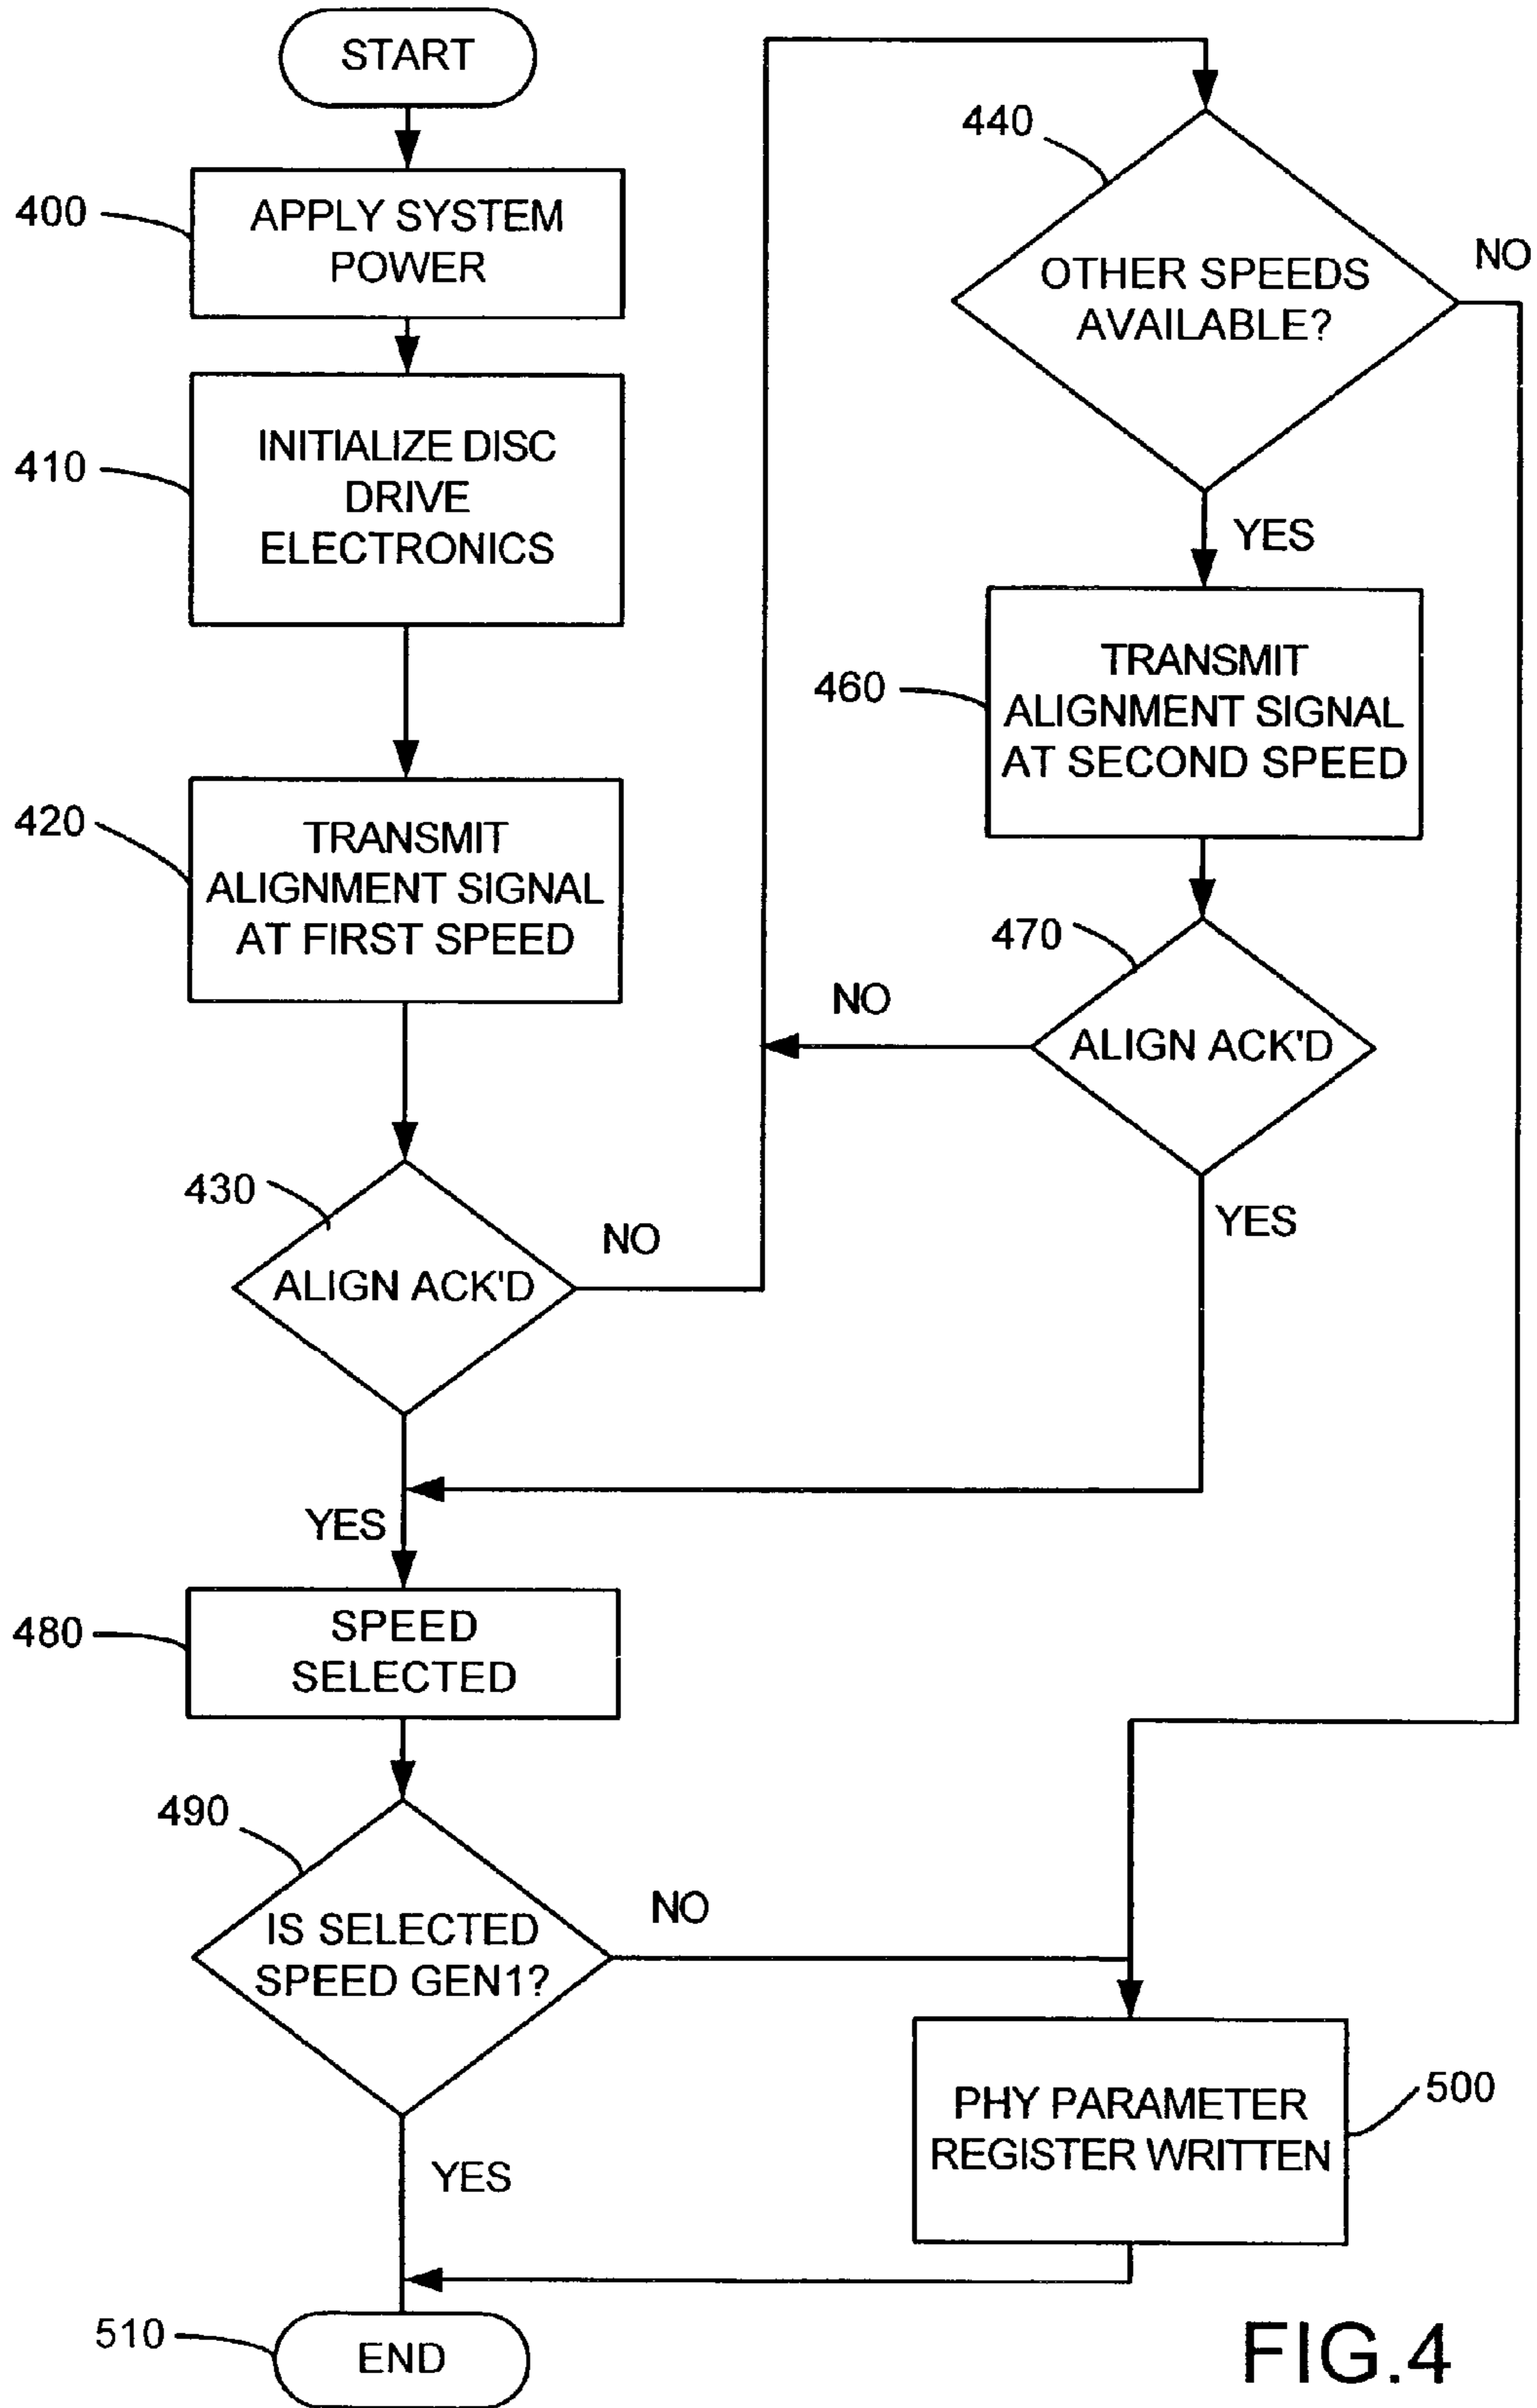 START
400
APPLY SYSTEM
POWER
410
INITIALIZE DISC
DRIVE
ELECTRONICS
420
TRANSMIT
ALIGNMENT SIGNAL
AT FIRST SPEED
430
ALIGN ACK'D
NO
YES
440
OTHER SPEEDS
AVAILABLE?
NO
YES
460
TRANSMIT
ALIGNMENT SIGNAL
AT SECOND SPEED
470
ALIGN ACK'D
NO
YES
480
SPEED
SELECTED
490
IS SELECTED
SPEED GEN1?
NO
YES
PHY PARAMETER
REGISTER WRITTEN
500
510
END
FIG.4